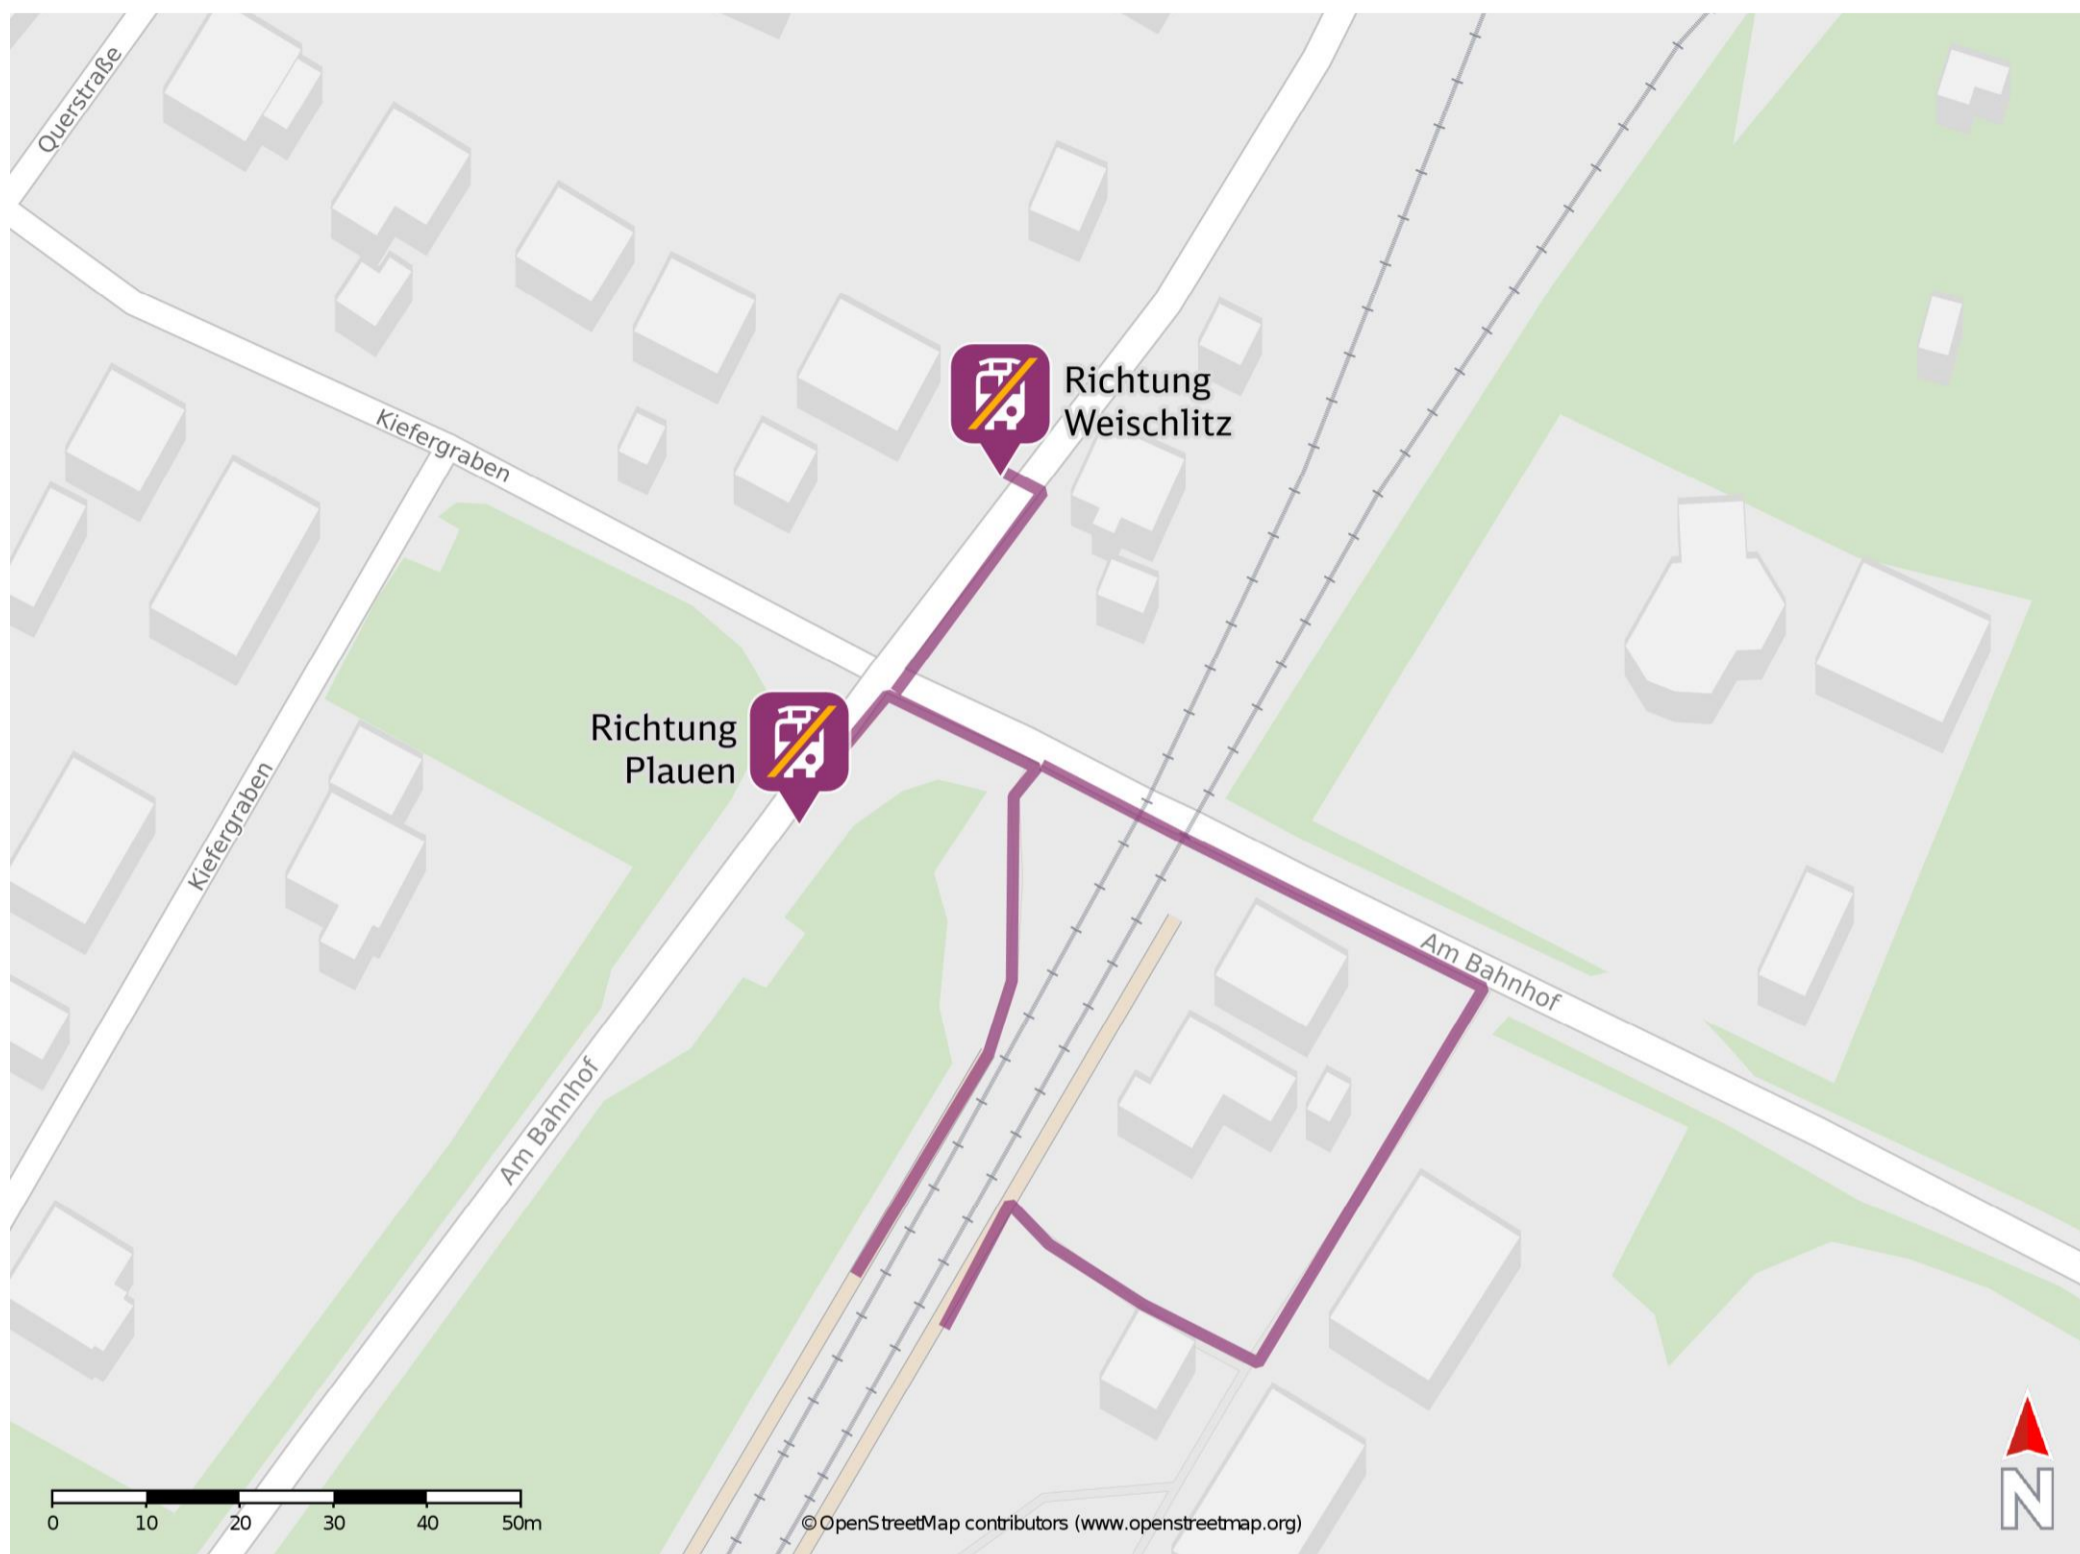 Querstraße
Richtung
Weischlitz
Kiefergraben
Richtung
Plauen
Kiefergraben
Am Bahnhof
Am Bahnhof
0 10 20 30 40 50m
© OpenStreetMap contributors (www.openstreetmap.org)
N